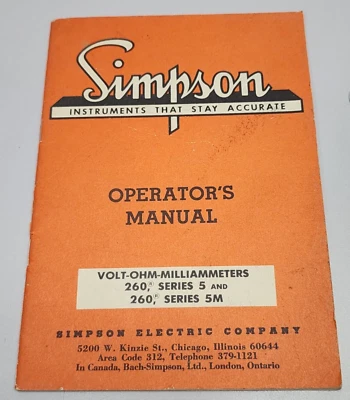 Simpson
INSTRUMENTS THAT STAY ACCURATE
OPERATOR'S
MANUAL
VOLT-OHM-MILLIAMMETERS
260,® SERIES 5 AND
260,® SERIES 5M
SIMPSON ELECTRIC COMPANY
5200 W. Kinzie St., Chicago, Illinois 60644
Area Code 312, Telephone 379-1121
In Canada, Bach-Simpson, Ltd., London, Ontario